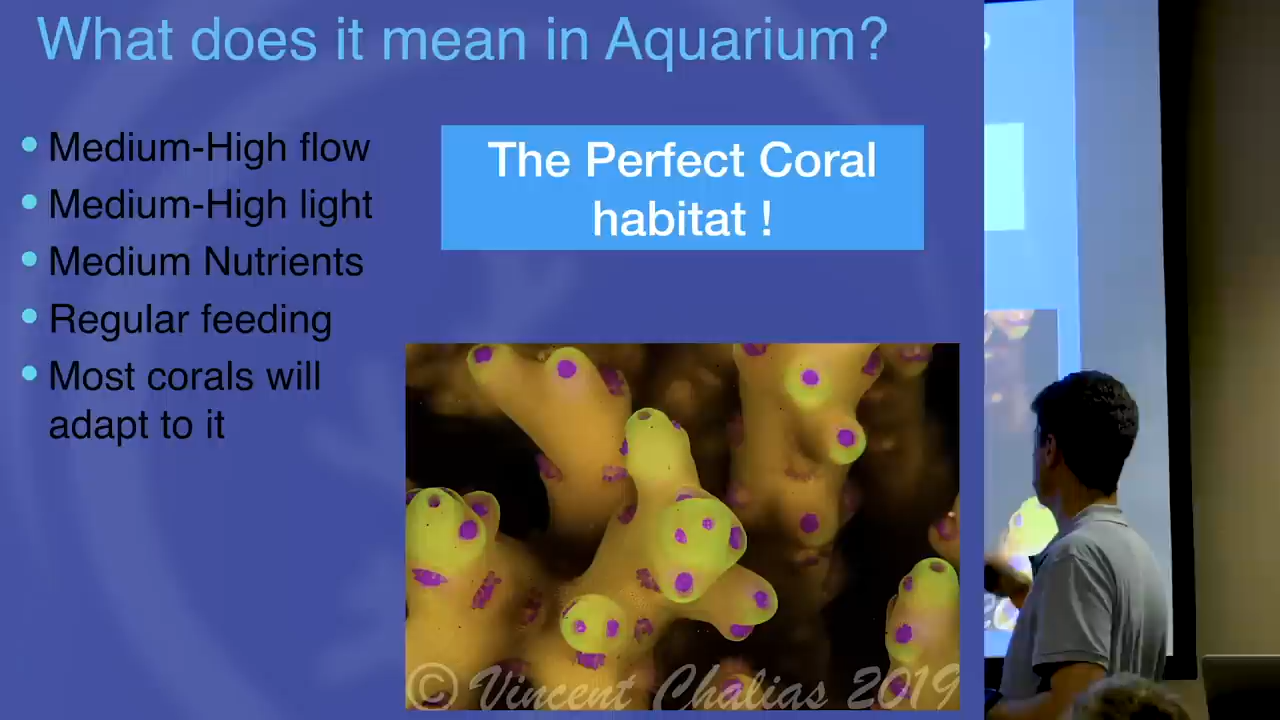 What does it mean in Aquarium?
• Medium-High flow
• Medium-High light
• Medium Nutrients
• Regular feeding
• Most corals will
adapt to it
The Perfect Coral
habitat !
© Vincent Chalias 2019